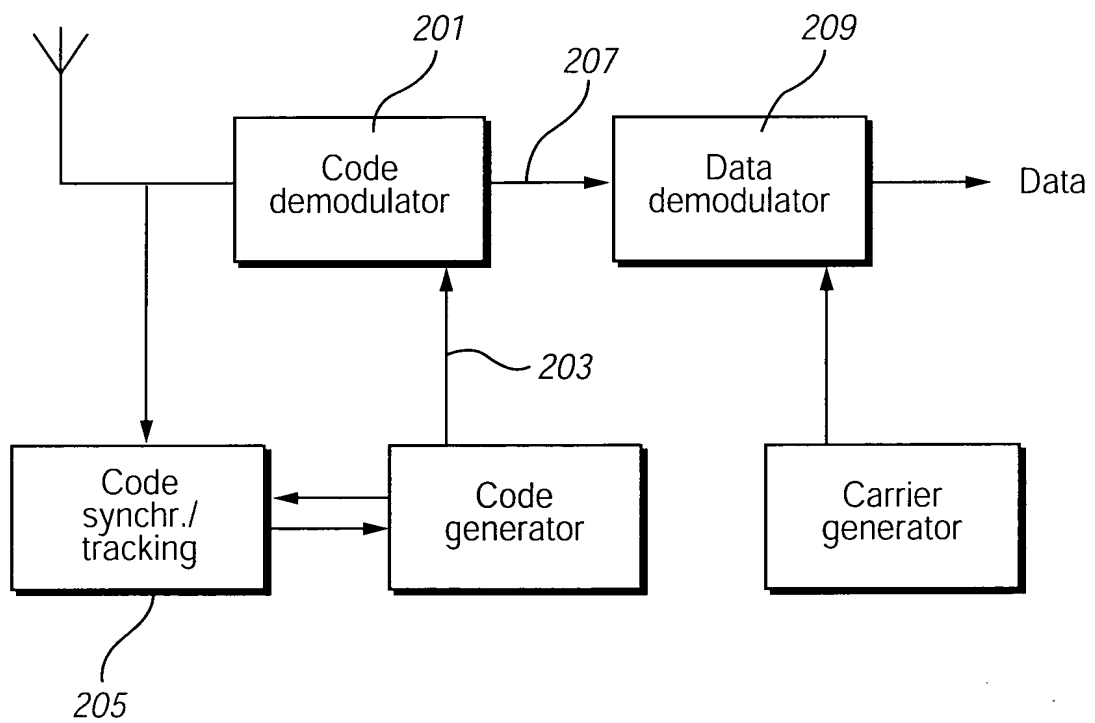 201
207
209
Code
demodulator
Data
demodulator
Data
203
Code
synchr./
tracking
Code
generator
Carrier
generator
205